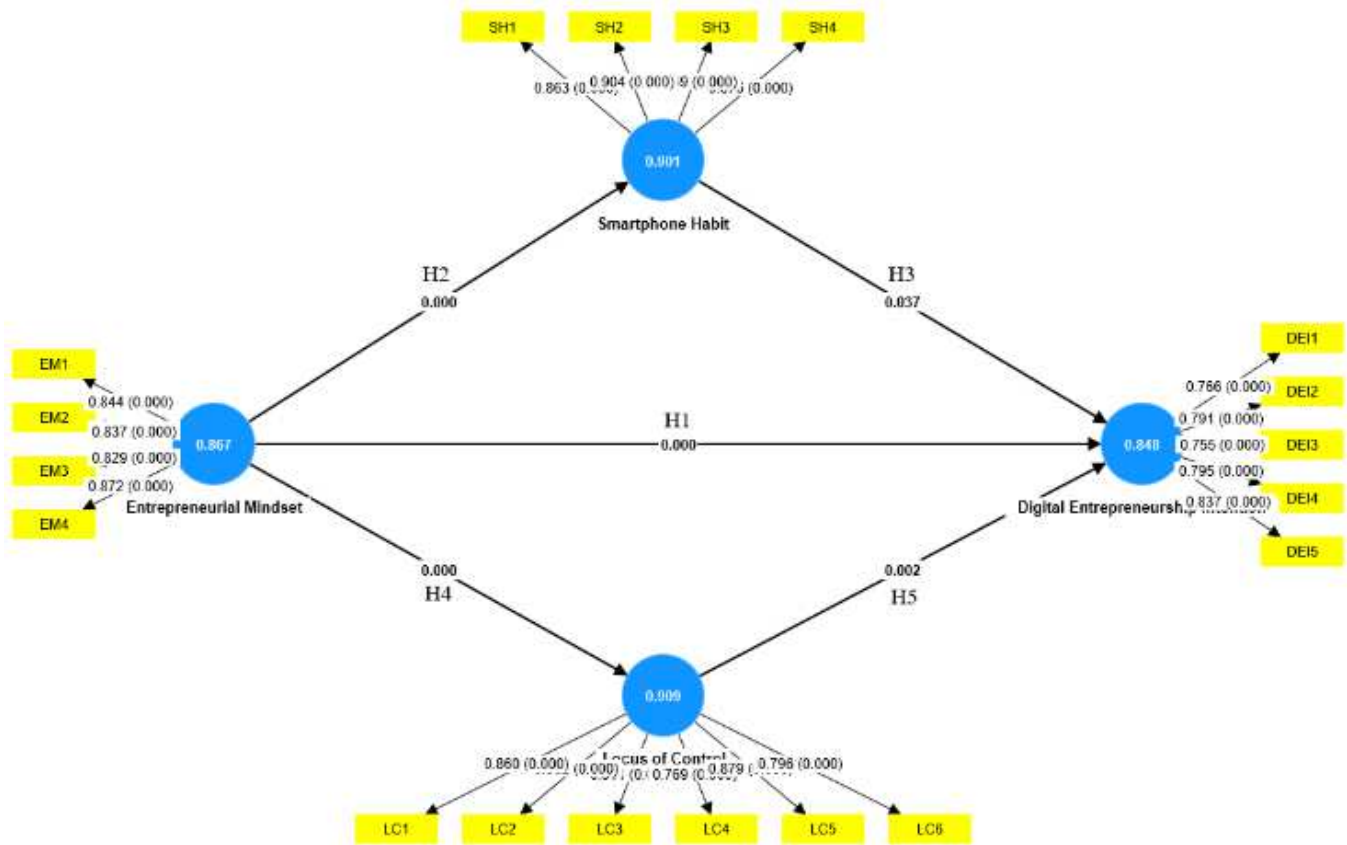 SH1 SH2 SH3 SH4
0.863 0.904 (0.000) (0.000) (0.000)
0.901
Smartphone Habit
H2
0.000
H3
0.037
EM1
EM2
EM3
EM4
0.844 (0.000)
0.837 (0.000)
0.829 (0.000)
0.872 (0.000)
0.867
Entrepreneurial Mindset
H1
0.000
0.848
Digital Entrepreneurship
0.766 (0.000)
0.791 (0.000)
0.755 (0.000)
0.795 (0.000)
0.837 (0.000)
DEI1
DEI2
DEI3
DEI4
DEI5
0.000
H4
0.002
H5
0.909
Locus of Control
0.860 (0.000) (0.000) 0.769 0.879 0.796 (0.000)
LC1 LC2 LC3 LC4 LC5 LC6